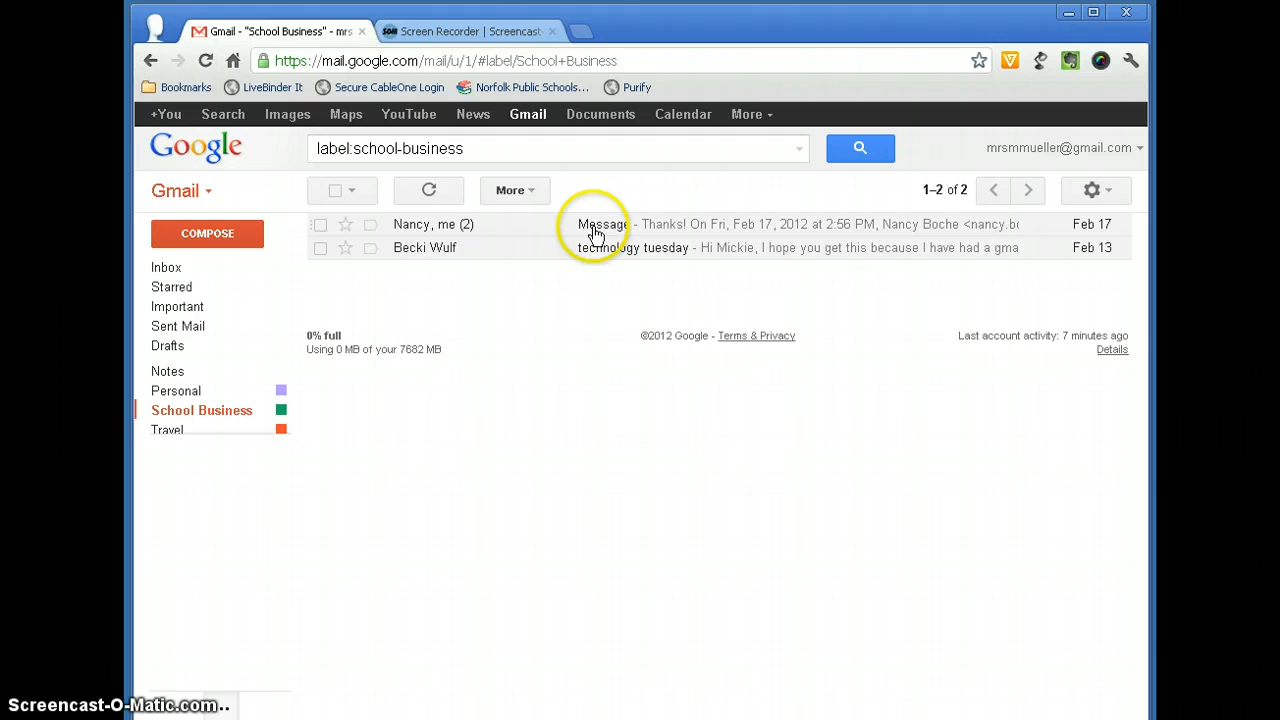 Gmail - "School Business" - mrs
Screen Recorder | Screencast-
https://mail.google.com/mail/u/1/#label/School+Business
Bookmarks LiveBinder It Secure CableOne Login Norfolk Public Schools... Purify
+You Search Images Maps YouTube News Gmail Documents Calendar More
Google label:school-business mrsmmueller@gmail.com
Gmail More 1–2 of 2
COMPOSE
Nancy, me (2) Message - Thanks! On Fri, Feb 17, 2012 at 2:56 PM, Nancy Boche <nancy.bc Feb 17
Becki Wulf technology tuesday - Hi Mickie, I hope you get this because I have had a gma Feb 13
Inbox
Starred
Important
Sent Mail
Drafts
Notes
Personal
School Business
Travel
0% full
Using 0 MB of your 7682 MB
©2012 Google - Terms & Privacy
Last account activity: 7 minutes ago
Details
SOM
Screencast-O-Matic.com